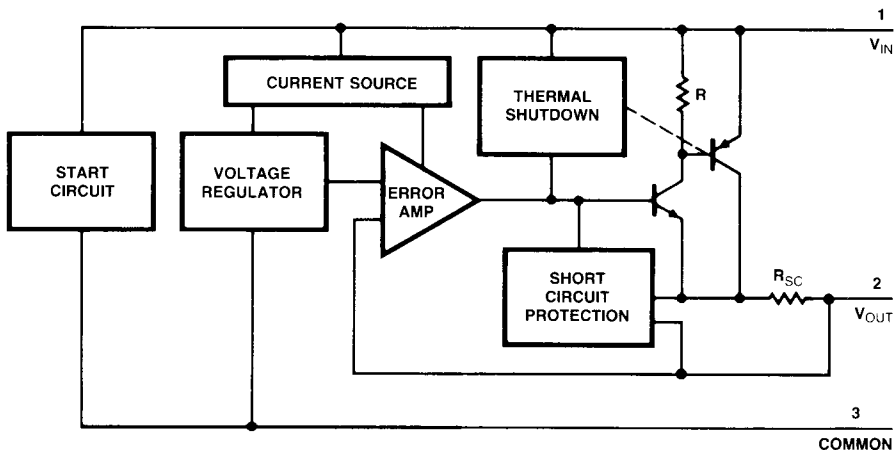 1
V_IN
CURRENT SOURCE
THERMAL
SHUTDOWN
R
START
CIRCUIT
VOLTAGE
REGULATOR
ERROR
AMP
SHORT
CIRCUIT
PROTECTION
R_SC
2
V_OUT
3
COMMON